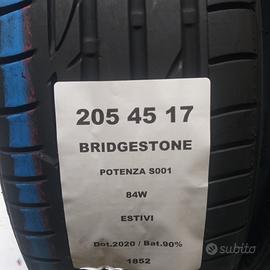 205 45 17
BRIDGESTONE
POTENZA S001
84W
ESTIVI
Dot.2020 / Bat.90%
1852
subito